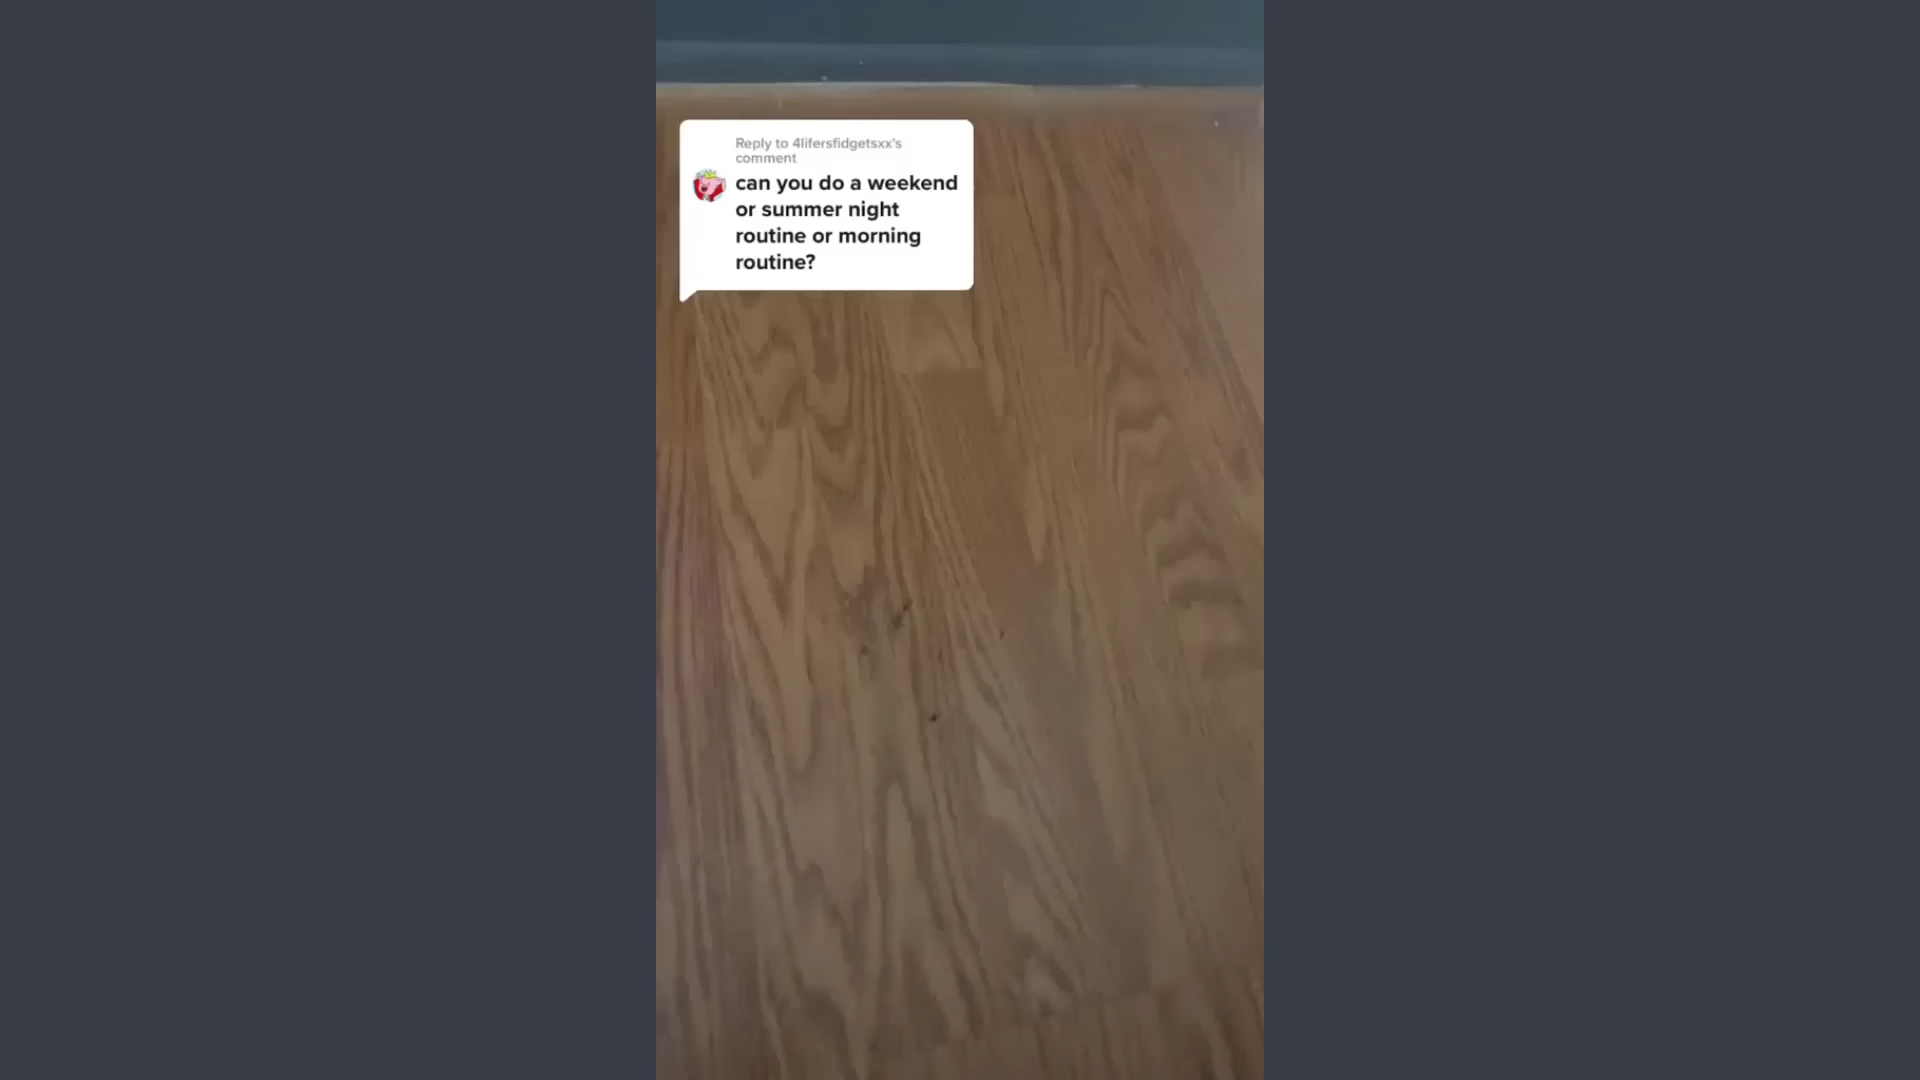 Reply to 4lifersfidgetsxx's
comment
can you do a weekend
or summer night
routine or morning
routine?